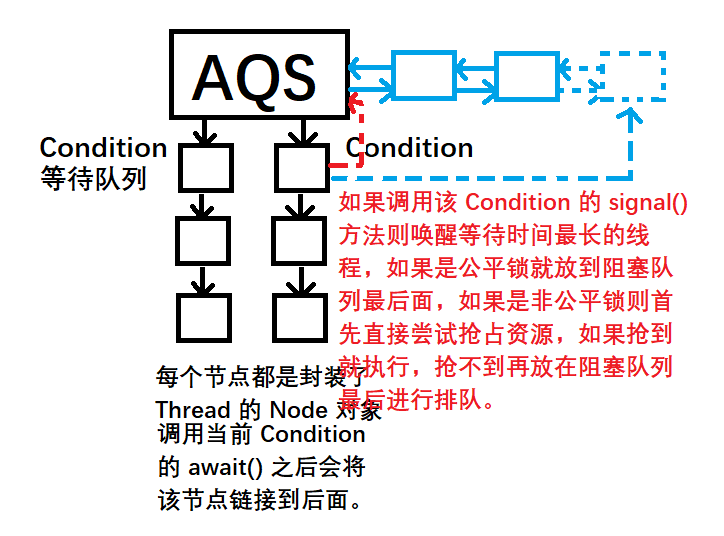 AQS
Condition
等待队列
Condition
如果调用该 Condition 的 signal()
方法则唤醒等待时间最长的线
程，如果是公平锁就放到阻塞队
列最后面，如果是非公平锁则首
先直接尝试抢占资源，如果抢到
就执行，抢不到再放在阻塞队列
最后进行排队。
每个节点都是封装了
Thread 的 Node 对象
调用当前 Condition
的 await() 之后会将
该节点链接到后面。